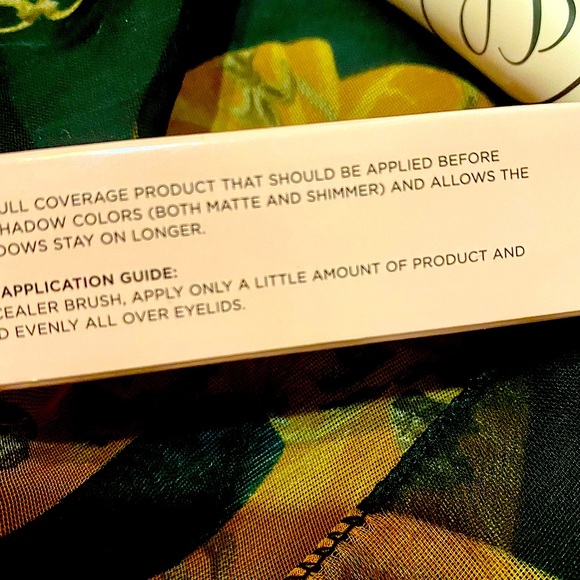 ULL COVERAGE PRODUCT THAT SHOULD BE APPLIED BEFORE
HADOW COLORS (BOTH MATTE AND SHIMMER) AND ALLOWS THE
DOWS STAY ON LONGER.
APPLICATION GUIDE:
CEALER BRUSH, APPLY ONLY A LITTLE AMOUNT OF PRODUCT AND
D EVENLY ALL OVER EYELIDS.